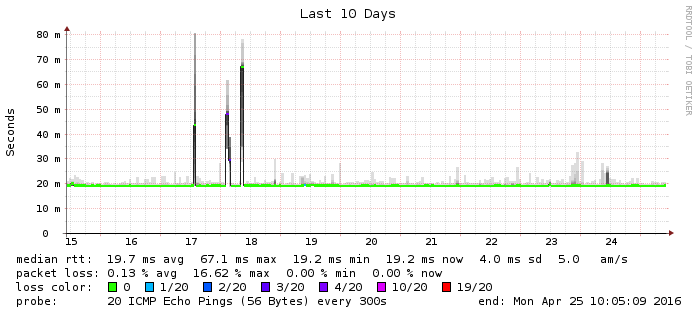 Last 10 Days
RRDTOOL / TOBI OETIKER
Seconds
80 m
70 m
60 m
50 m
40 m
30 m
20 m
10 m
0
15 16 17 18 19 20 21 22 23 24
median rtt: 19.7 ms avg 67.1 ms max 19.2 ms min 19.2 ms now 4.0 ms sd 5.0 am/s
packet loss: 0.13 % avg 16.62 % max 0.00 % min 0.00 % now
loss color: 0 1/20 2/20 3/20 4/20 10/20 19/20
probe: 20 ICMP Echo Pings (56 Bytes) every 300s end: Mon Apr 25 10:05:09 2016